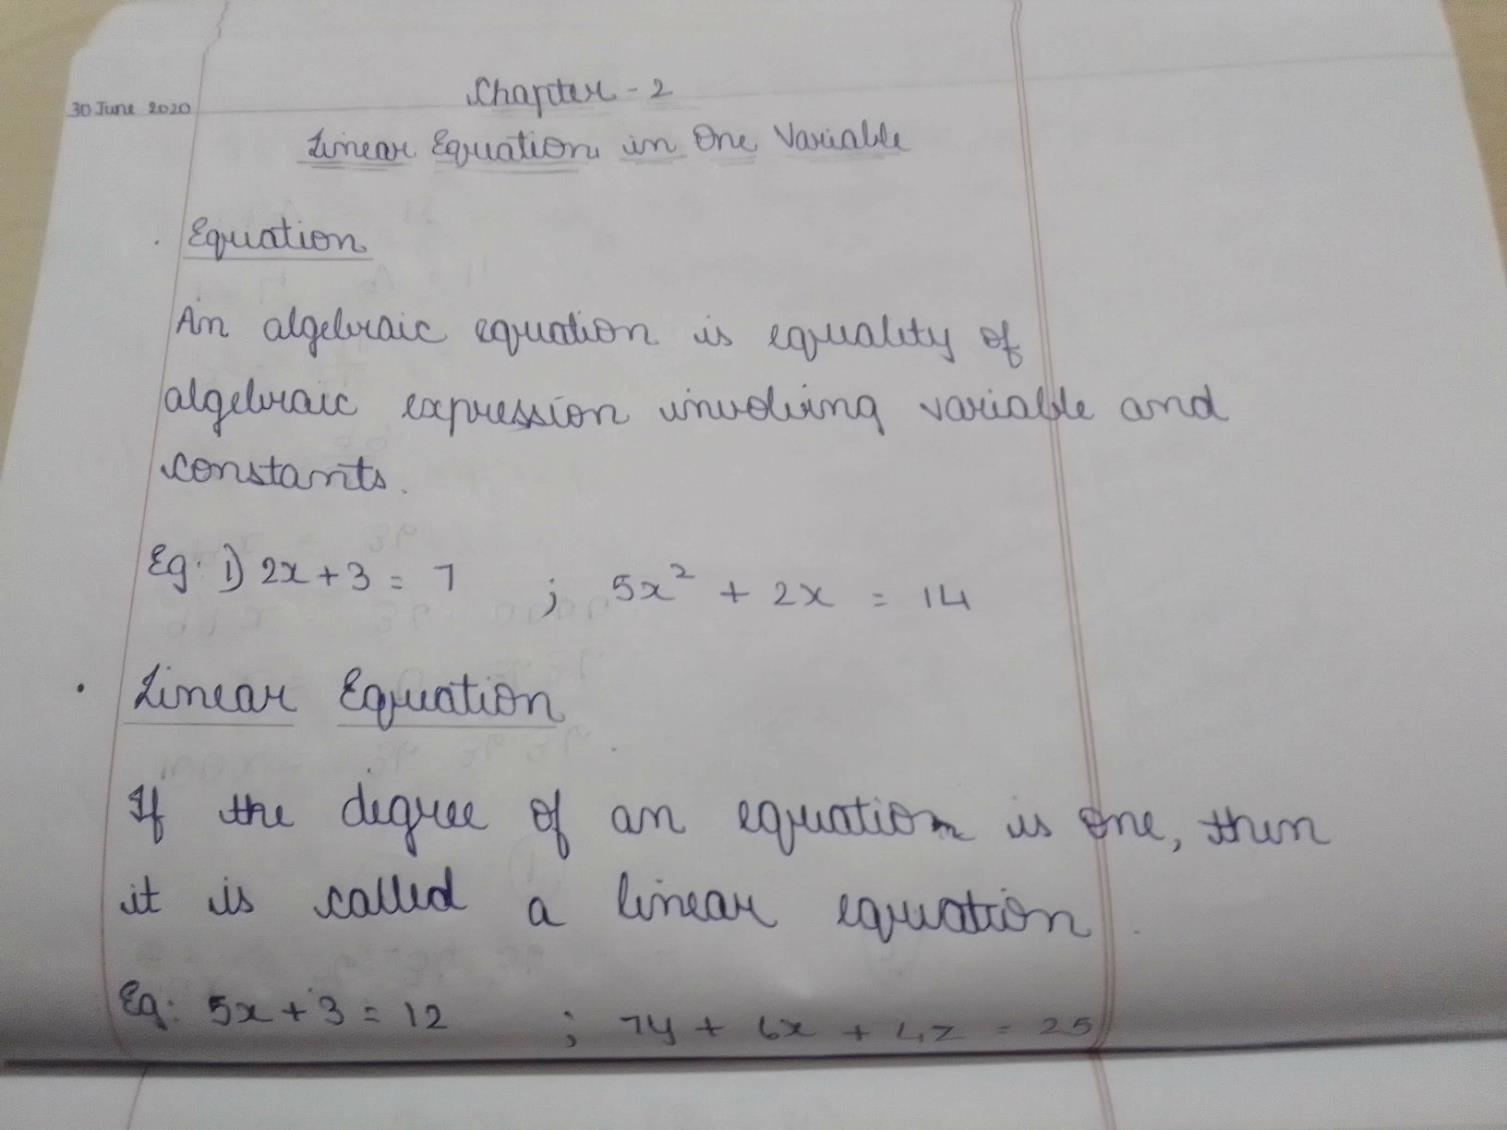 30 June 2020
Chapter - 2
Linear Equation in One Variable
. Equation
An algebraic equation is equality of
algebraic expression involving variable and
constants.
Eg: 1) 2x + 3 = 7 ; 5x² + 2x = 14
• Linear Equation
If the degree of an equation is one, then
it is called a linear equation.
Eg: 5x + 3 = 12 ; 7y + 6x + 4z = 25